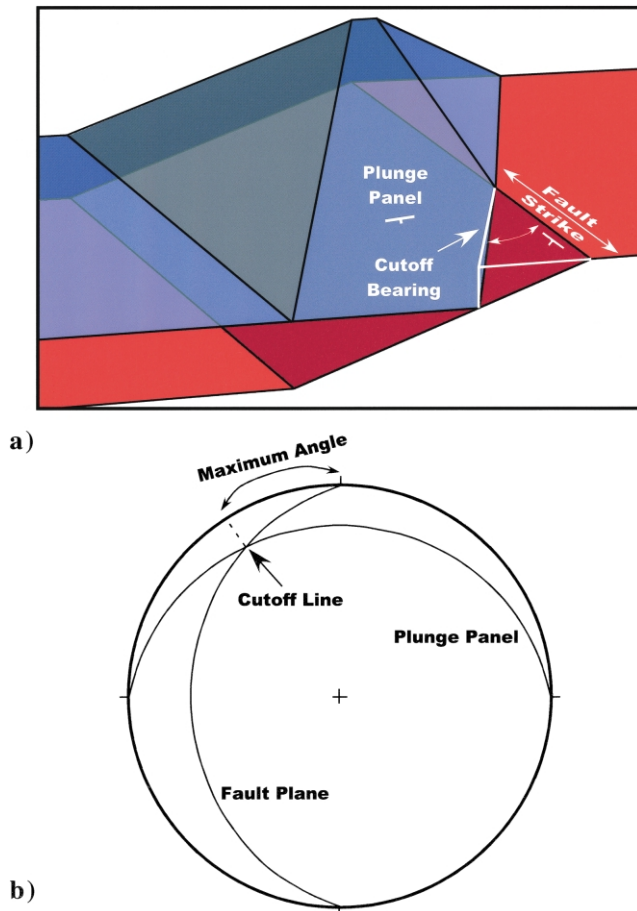 Plunge
Panel
Fault
Strike
Cutoff
Bearing
a)
Maximum Angle
Cutoff Line
Plunge Panel
Fault Plane
b)